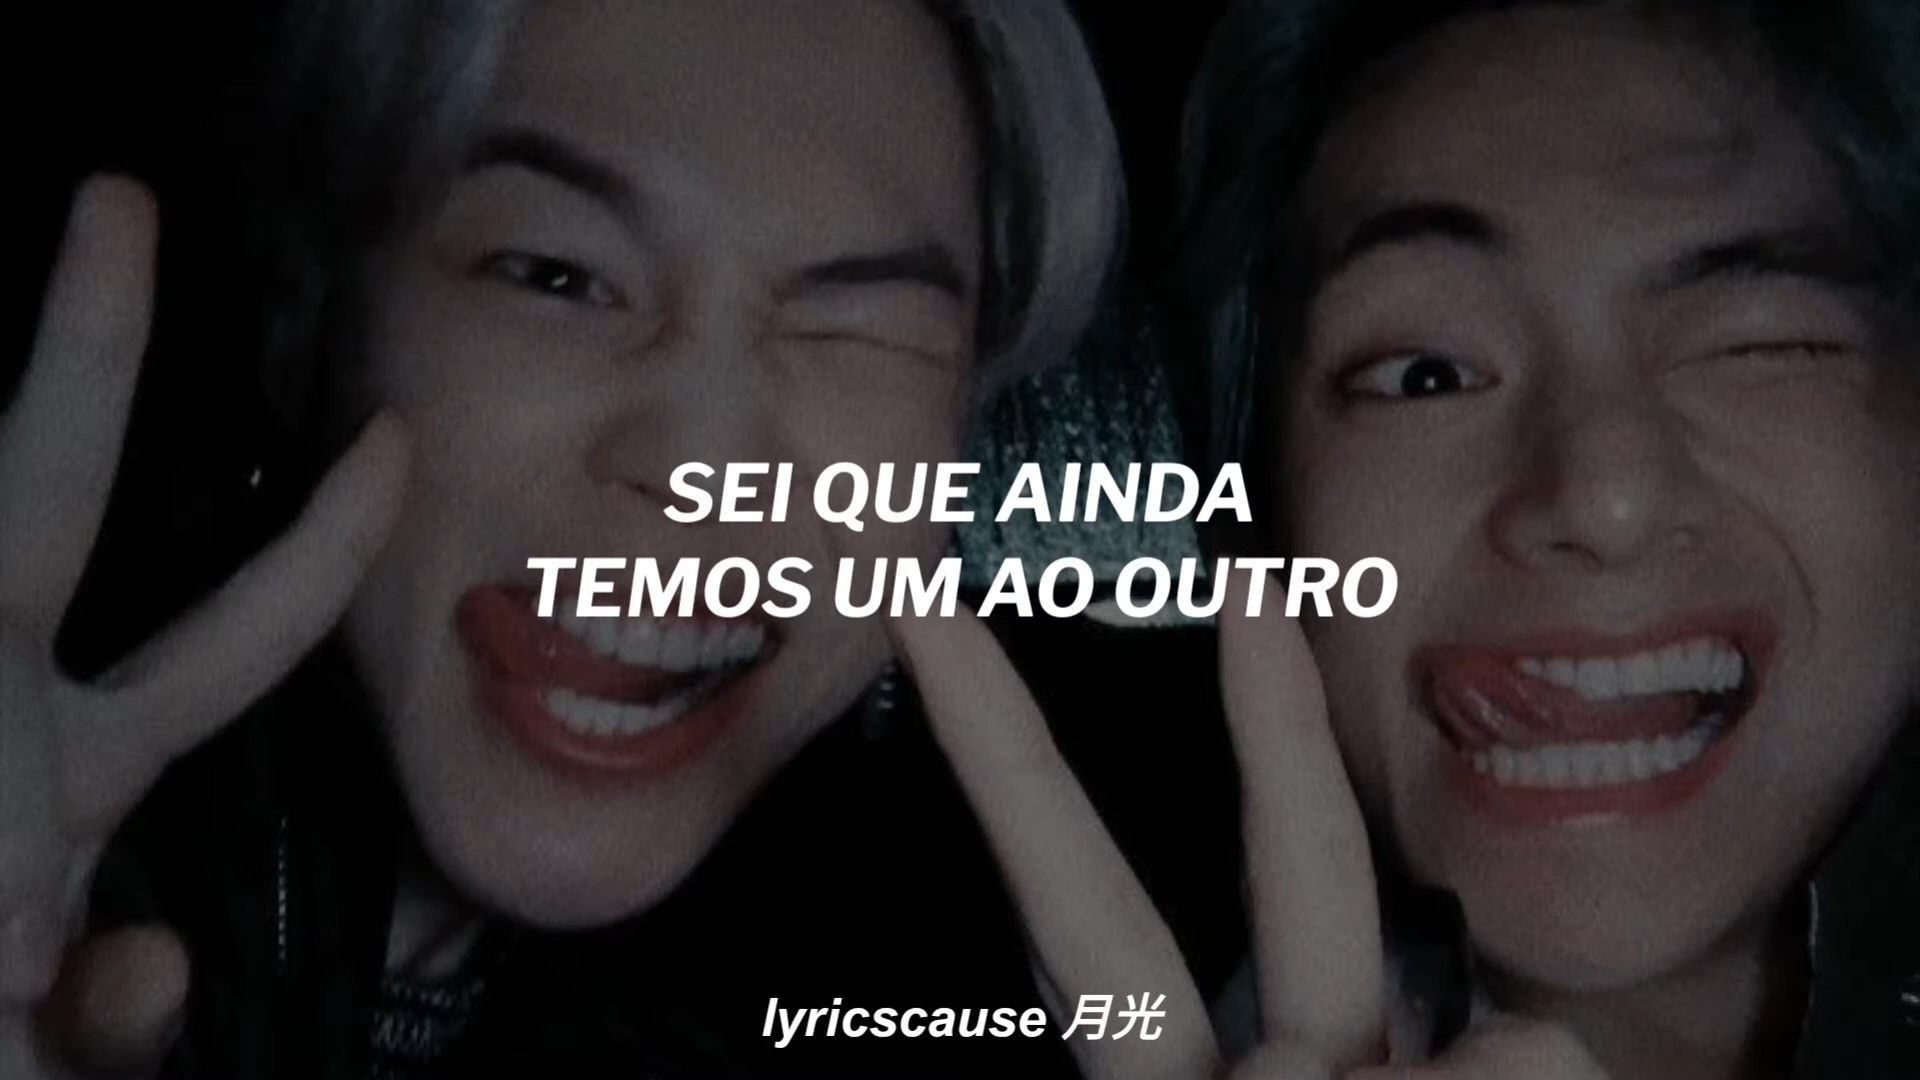 SEI QUE AINDA
TEMOS UM AO OUTRO
lyricscause 月光